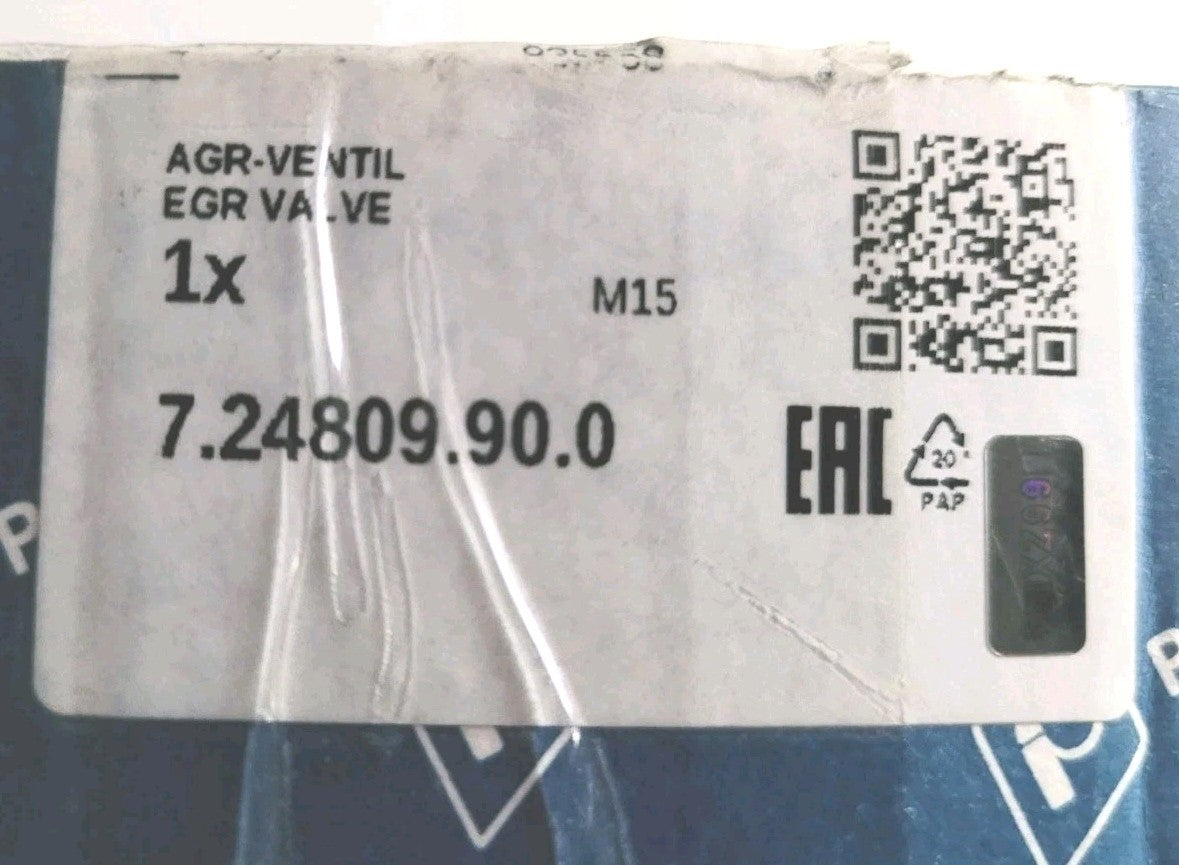 AGR-VENTIL
EGR VALVE
1x
M15
7.24809.90.0
EAC
20
PAP
P
P